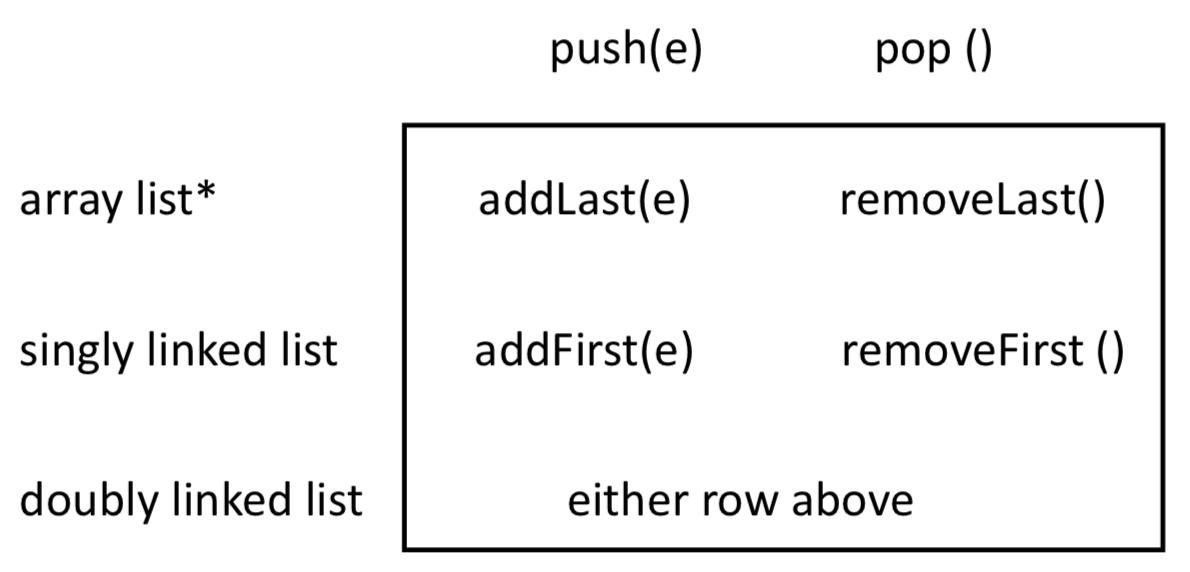 push(e) pop ()
array list* addLast(e) removeLast()
singly linked list addFirst(e) removeFirst ()
doubly linked list either row above